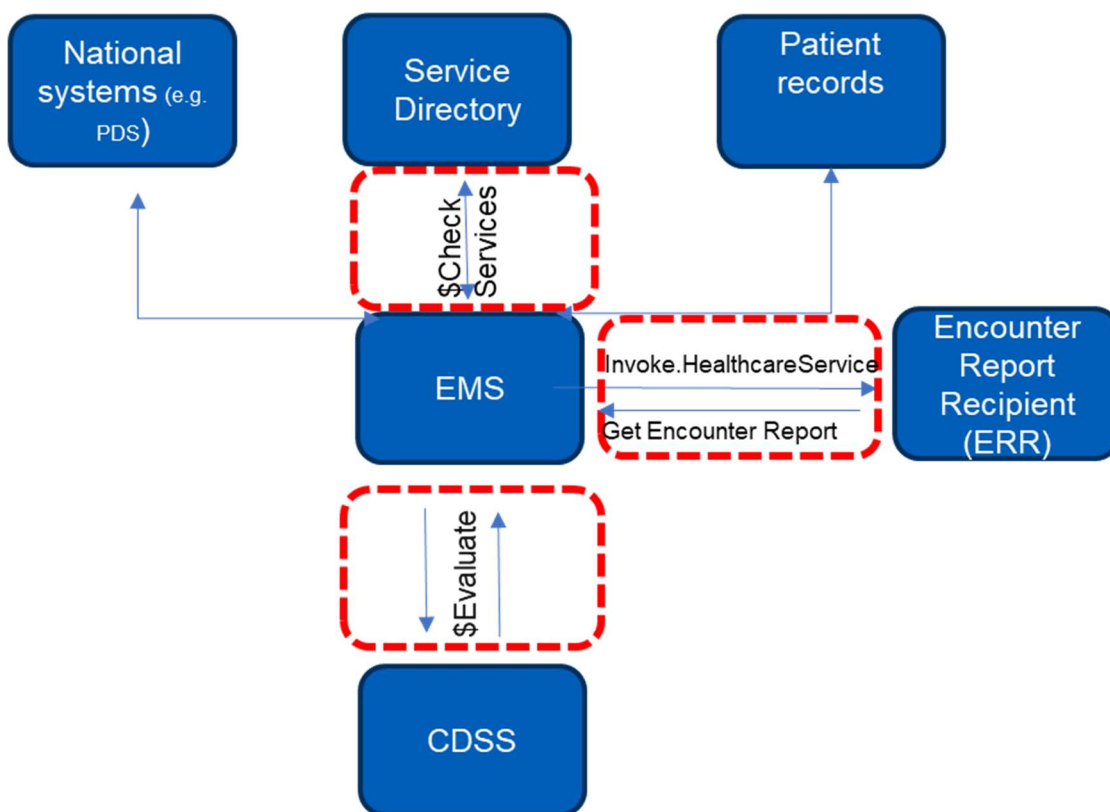 National
systems (e.g.
PDS)
Service
Directory
Patient
records
$Check
Services
EMS
Invoke.HealthcareService
Get Encounter Report
Encounter
Report
Recipient
(ERR)
$Evaluate
CDSS